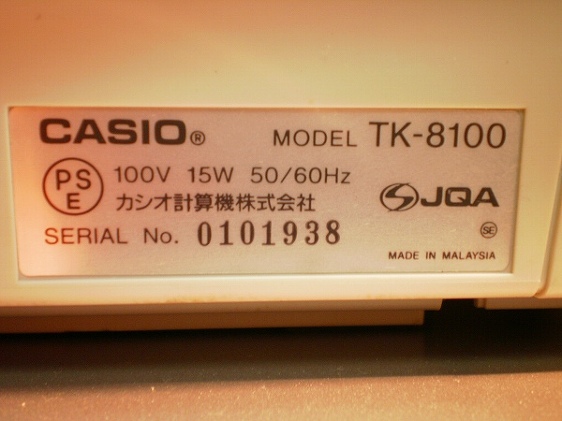 CASIO® MODEL TK-8100
PSE 100V 15W 50/60Hz
カシオ計算機株式会社 JQA
SERIAL No. 0101938 SE
MADE IN MALAYSIA